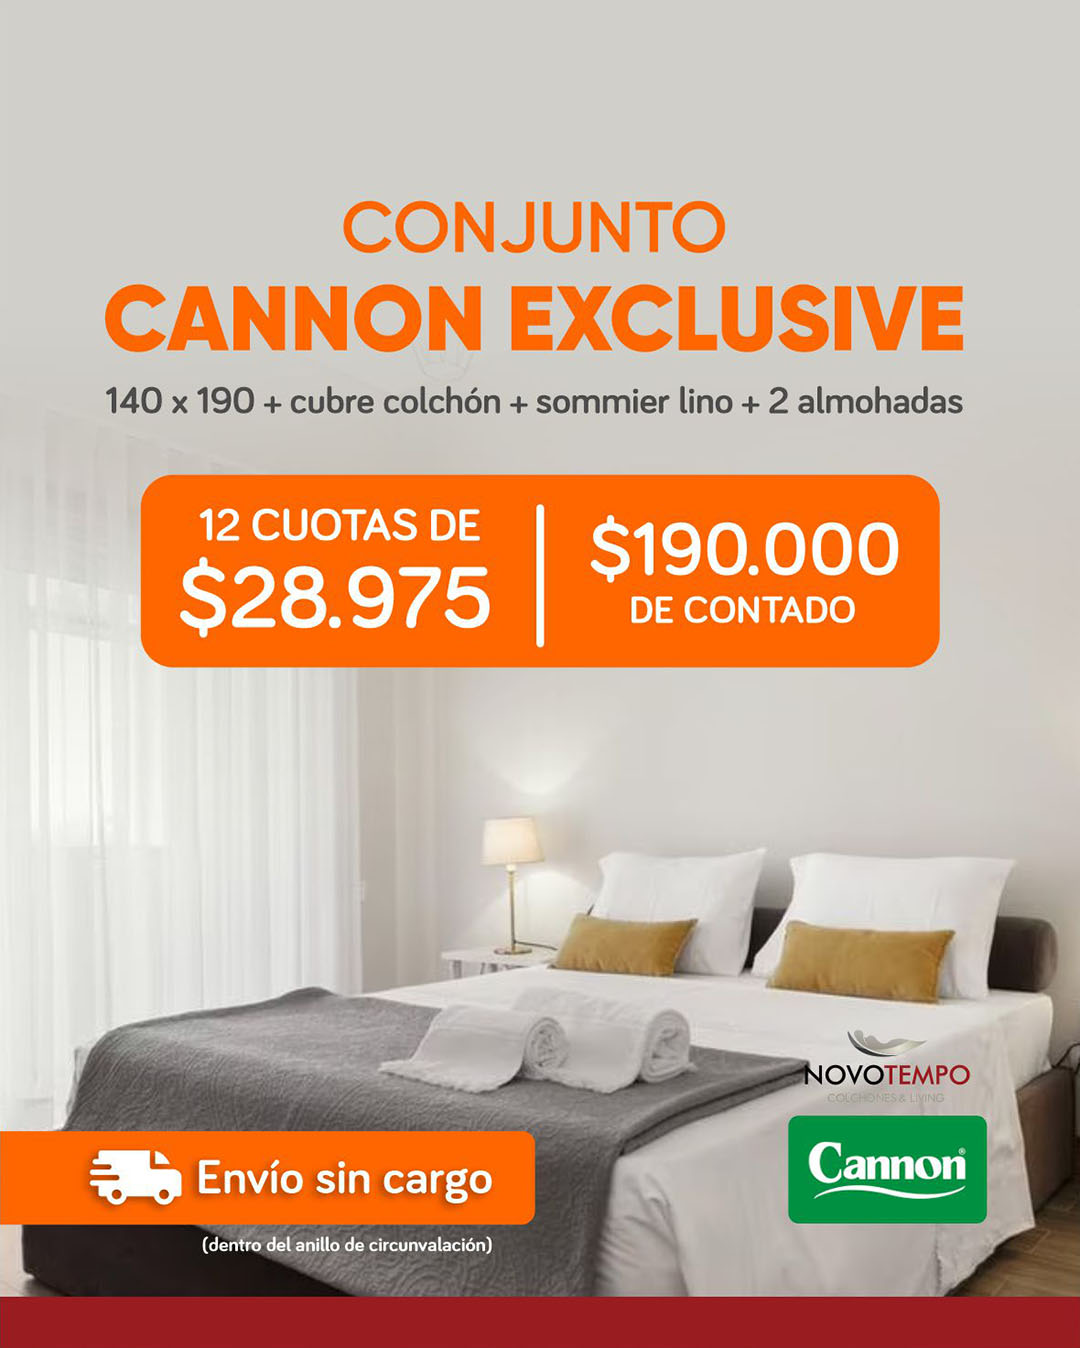 CONJUNTO
CANNON EXCLUSIVE
140 x 190 + cubre colchón + sommier lino + 2 almohadas
12 CUOTAS DE
$28.975
$190.000
DE CONTADO
NOVOTEMPO
COLCHONES & LIVING
Cannon®
Envío sin cargo
(dentro del anillo de circunvalación)